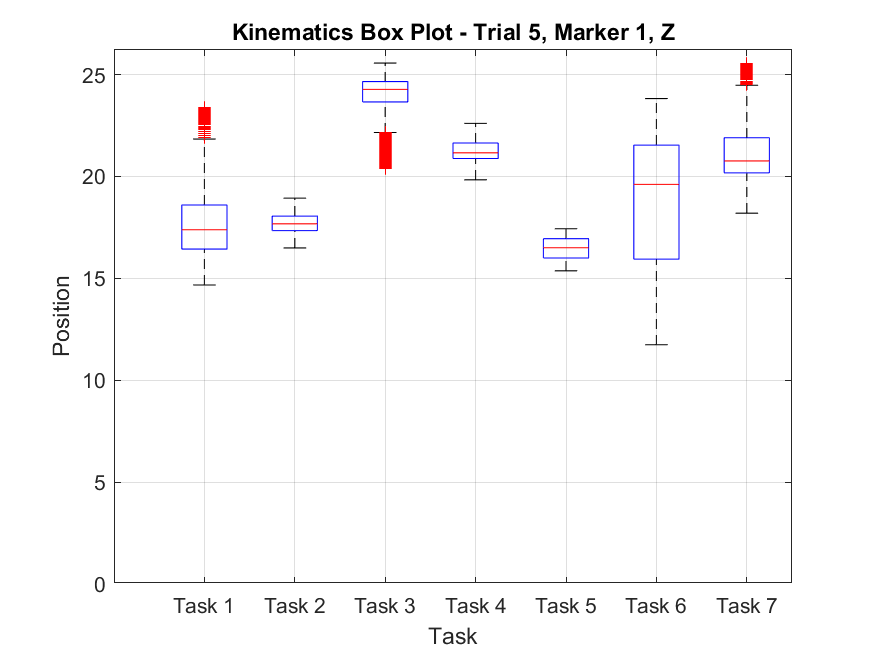 Kinematics Box Plot - Trial 5, Marker 1, Z
25
20
15
10
5
0
Position
Task 1 Task 2 Task 3 Task 4 Task 5 Task 6 Task 7
Task